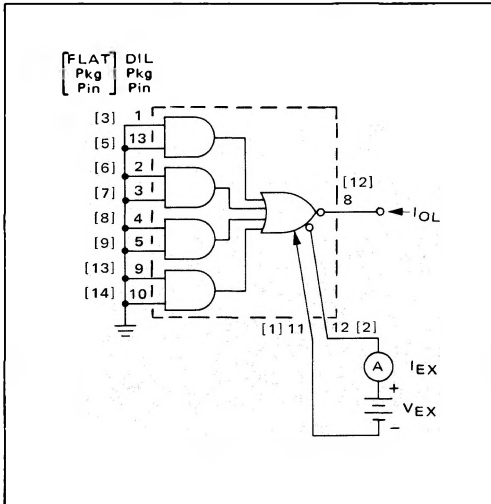 [FLAT] DIL
[Pkg] Pkg
[Pin] Pin
[3] 1
[5] 13
[6] 2
[7] 3
[8] 4
[9] 5
[13] 9
[14] 10
[12]
8
IOL
[1] 11
12 [2]
A
IEX
+
VEX
-